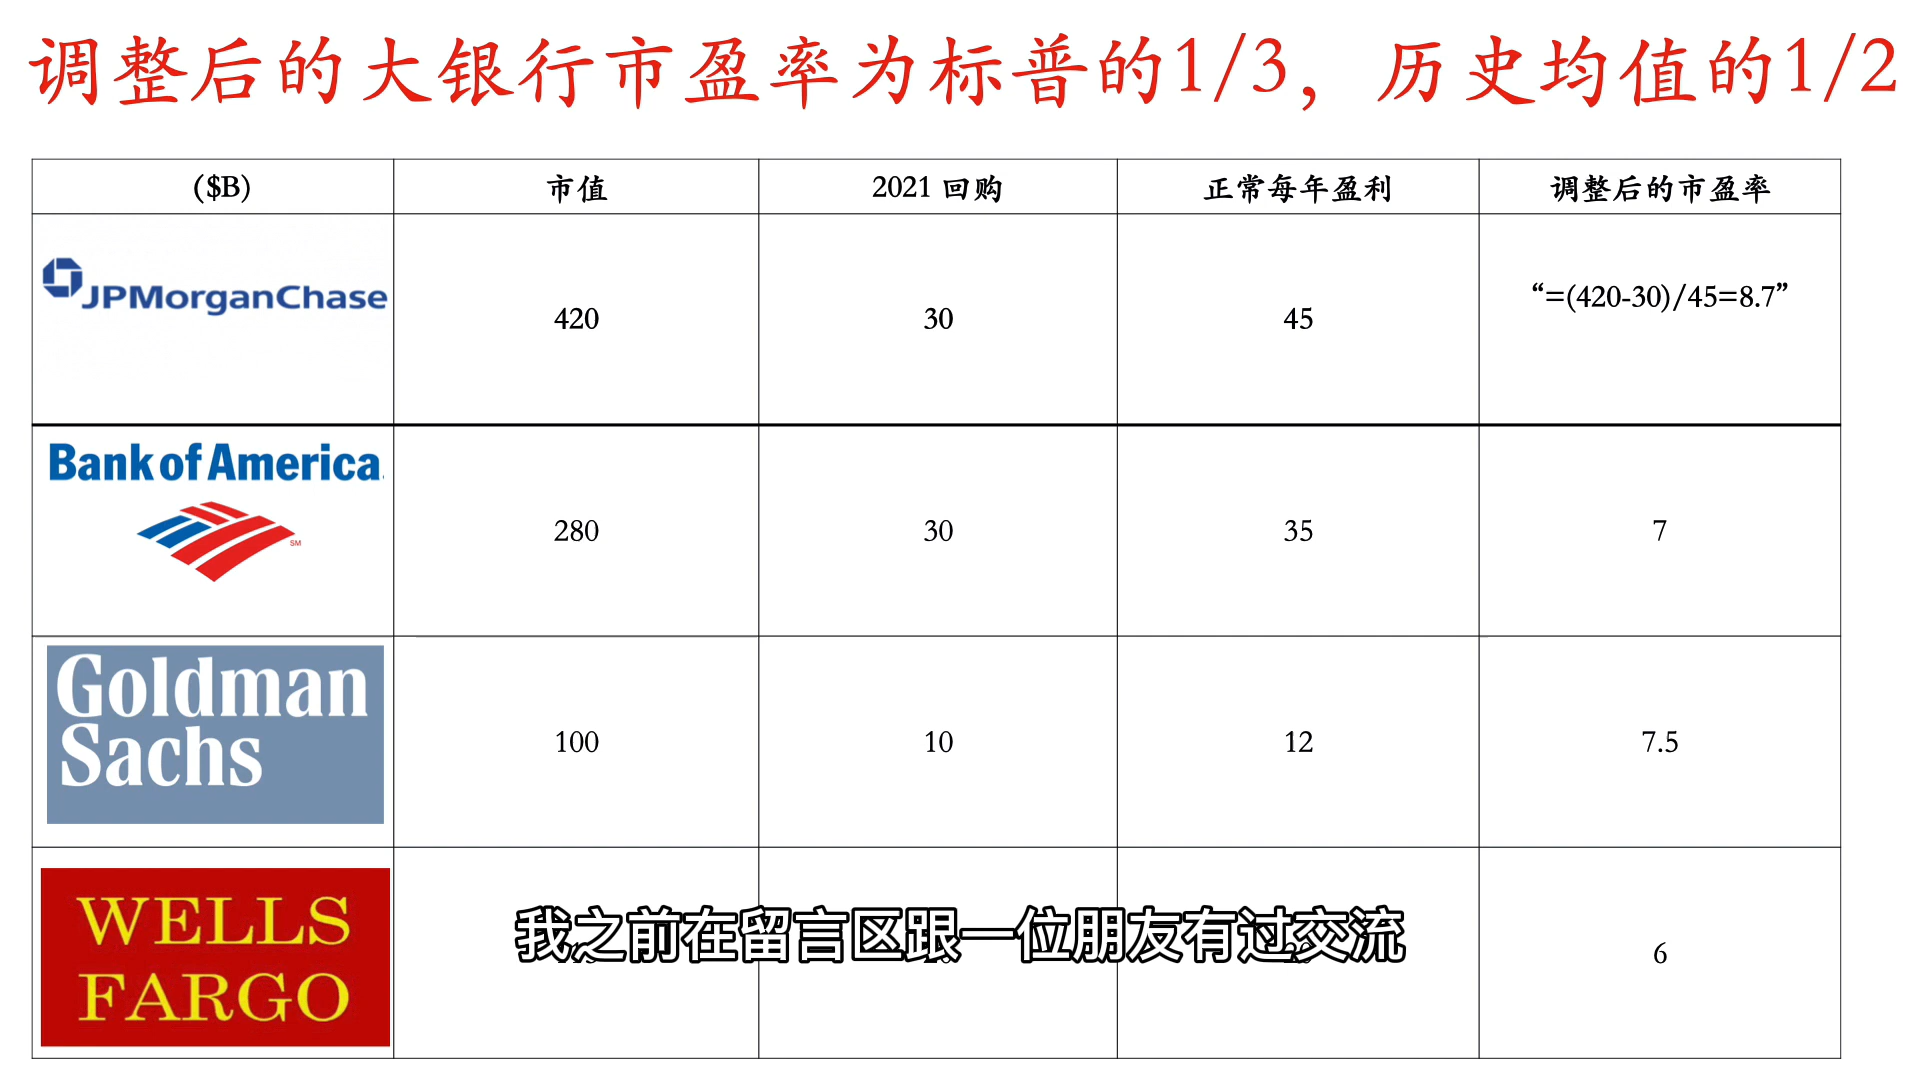 调整后的大银行市盈率为标普的1/3，历史均值的1/2
($B) 市值 2021 回购 正常每年盈利 调整后的市盈率
JPMorganChase 420 30 45 “=(420-30)/45=8.7”
Bank of America 280 30 35 7
SM
Goldman
Sachs 100 10 12 7.5
WELLS
FARGO 6
我之前在留言区跟一位朋友有过交流